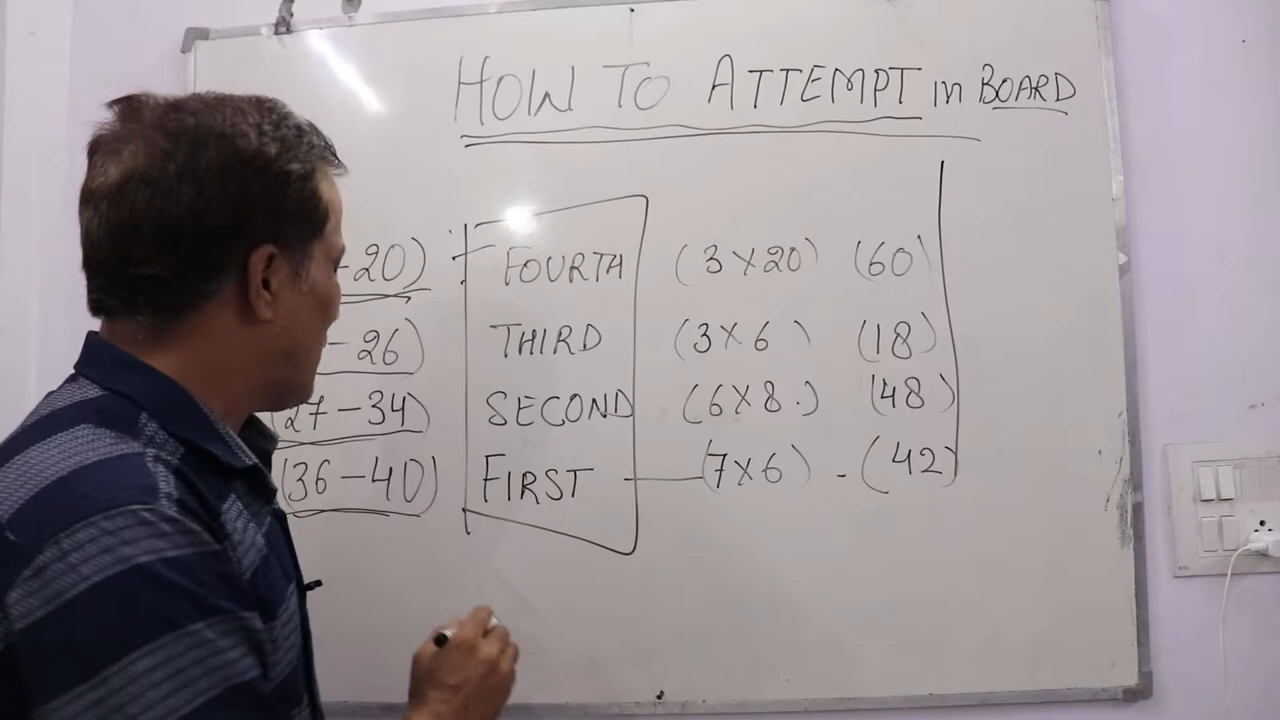 HOW TO ATTEMPT in BOARD
-20) FOURTH (3×20) (60)
- 26) THIRD (3×6) (18)
(27-34) SECOND (6×8.) (48)
(36-40) FIRST (7×6) - (42)